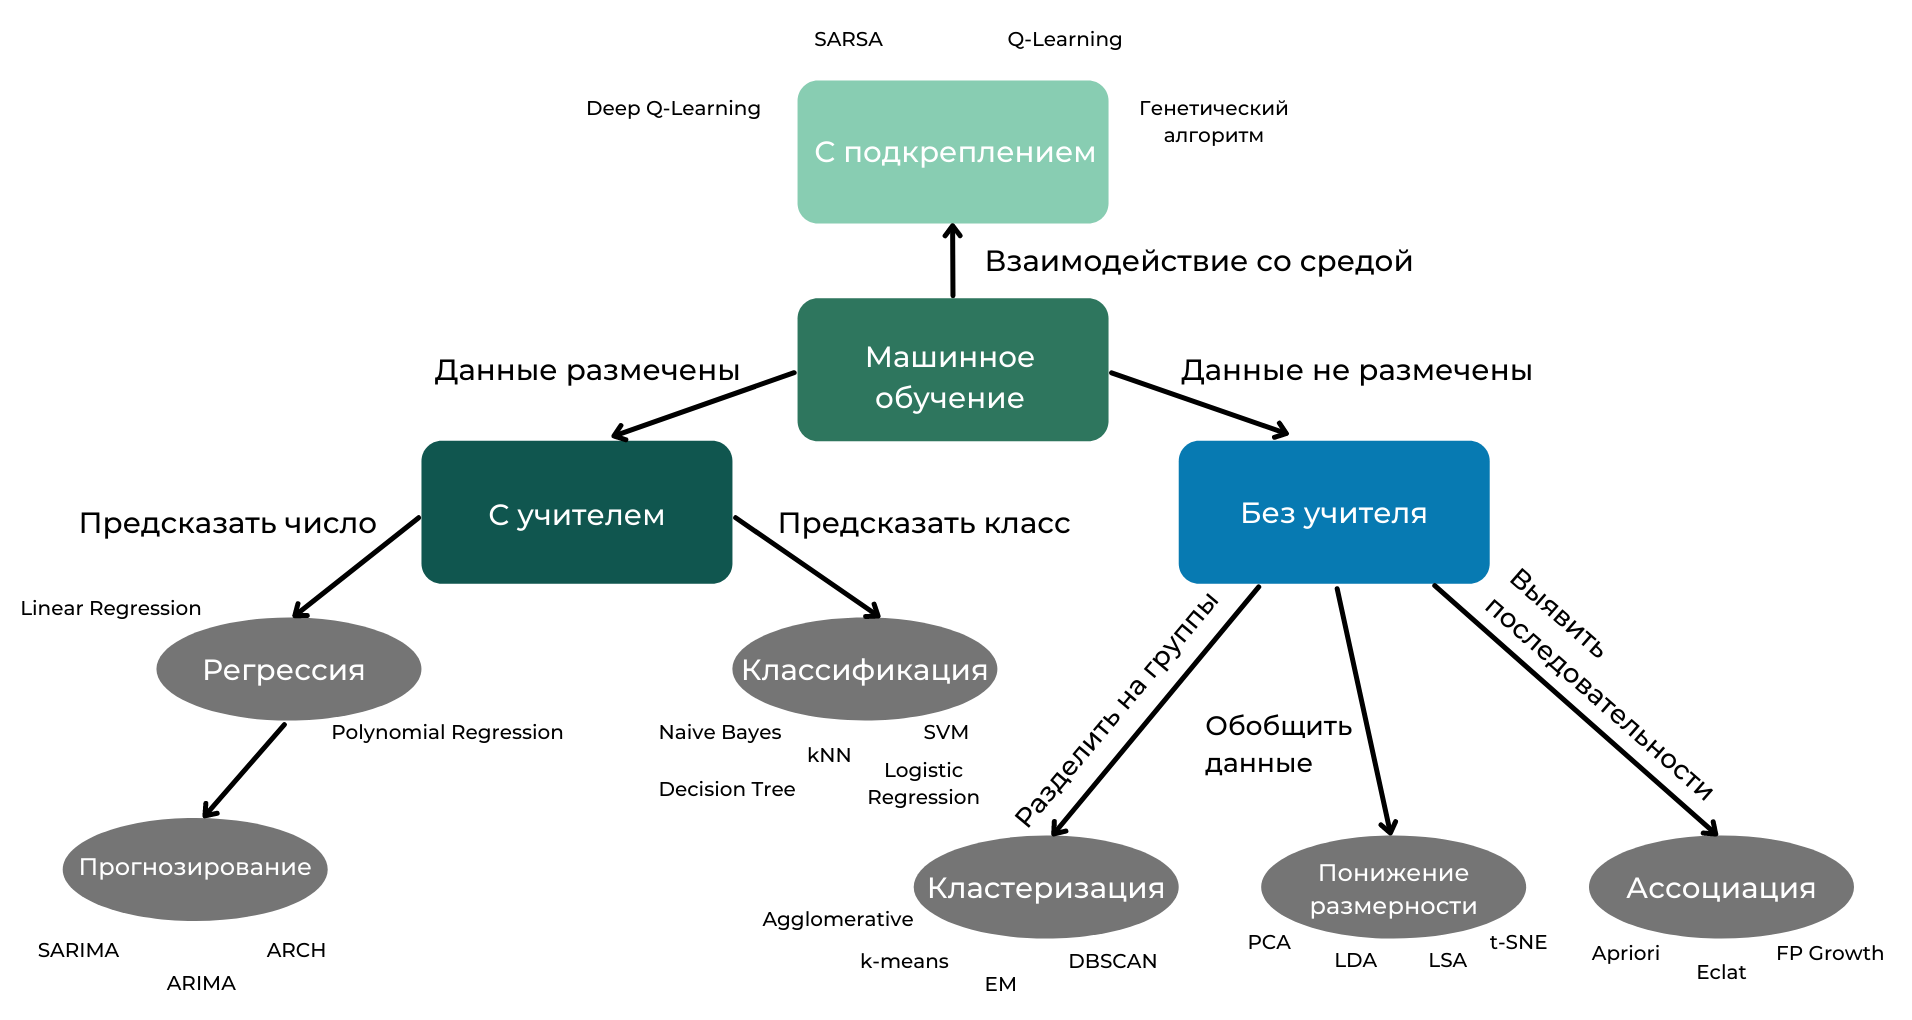 SARSA
Q-Learning
Deep Q-Learning
Генетический
алгоритм
С подкреплением
Взаимодействие со средой
Машинное
обучение
Данные размечены
Данные не размечены
С учителем
Без учителя
Предсказать число
Предсказать класс
Linear Regression
Регрессия
Polynomial Regression
Классификация
Naive Bayes
kNN
SVM
Decision Tree
Logistic
Regression
Разделить на группы
Обобщить
данные
Выявить
последовательности
Прогнозирование
SARIMA
ARIMA
ARCH
Кластеризация
Agglomerative
k-means
EM
DBSCAN
Понижение
размерности
PCA
LDA
LSA
t-SNE
Ассоциация
Apriori
Eclat
FP Growth